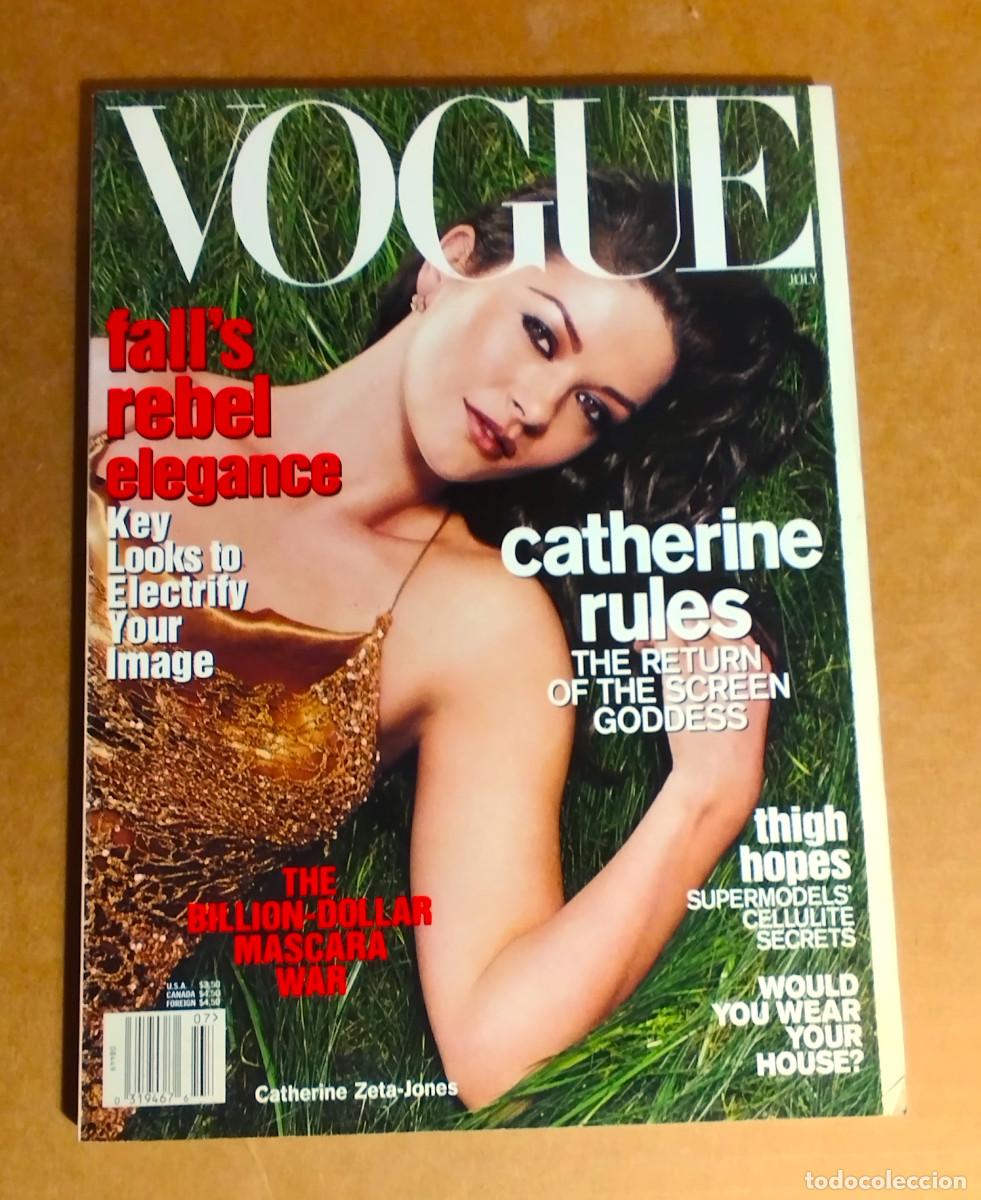 VOGUE
JULY
fall's
rebel
elegance
Key
Looks to
Electrify
Your
Image
catherine
rules
THE RETURN
OF THE SCREEN
GODDESS
thigh
hopes
SUPERMODELS'
CELLULITE
SECRETS
THE
BILLION-DOLLAR
MASCARA
WAR
WOULD
YOU WEAR
YOUR
HOUSE?
U.S.A. $3.50
CANADA $4.50
FOREIGN $4.50
07>
0 319467 6
Catherine Zeta-Jones
todocoleccion